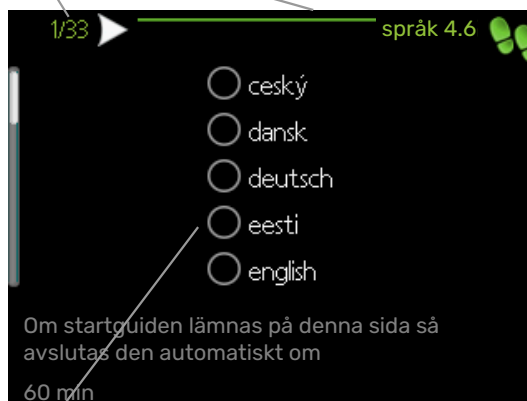 1/33
språk 4.6
ceský
dansk
deutsch
eesti
english
Om startguiden lämnas på denna sida så
avslutas den automatiskt om
60 min